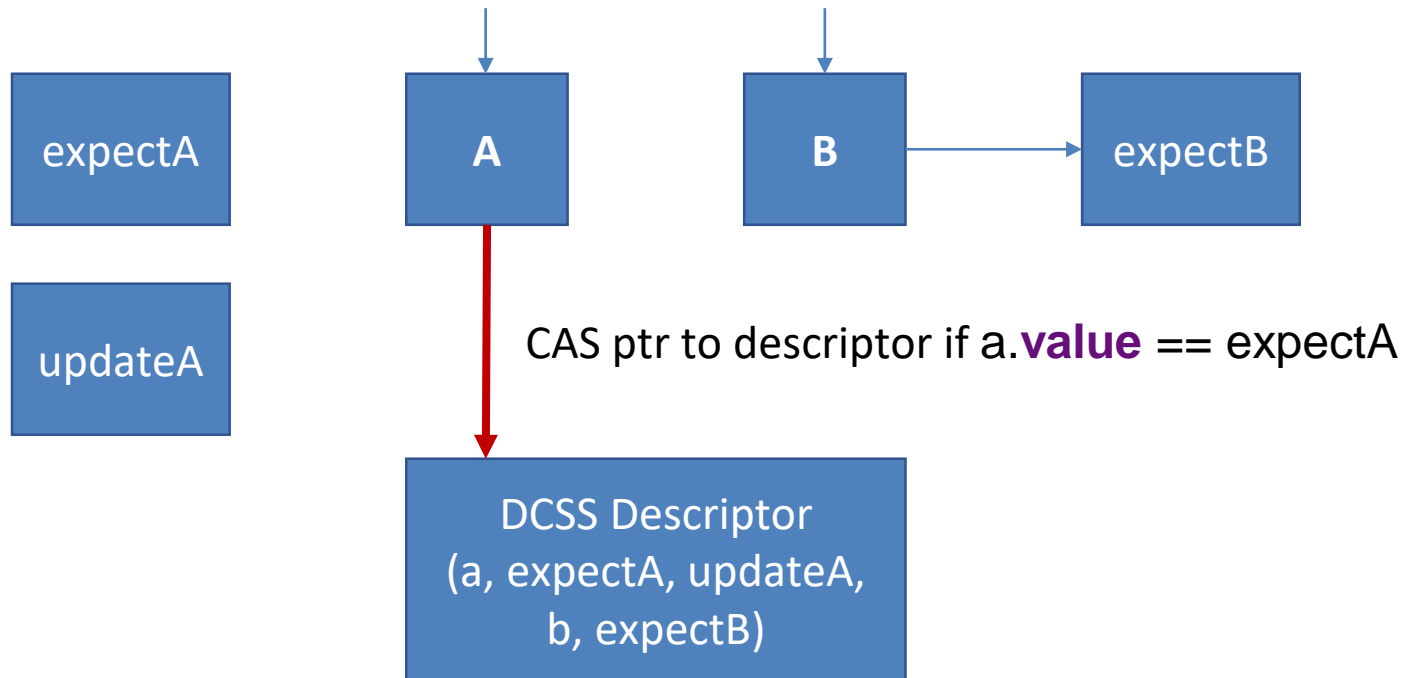 expectA
A
B
expectB
updateA
CAS ptr to descriptor if a.value == expectA
DCSS Descriptor
(a, expectA, updateA,
b, expectB)